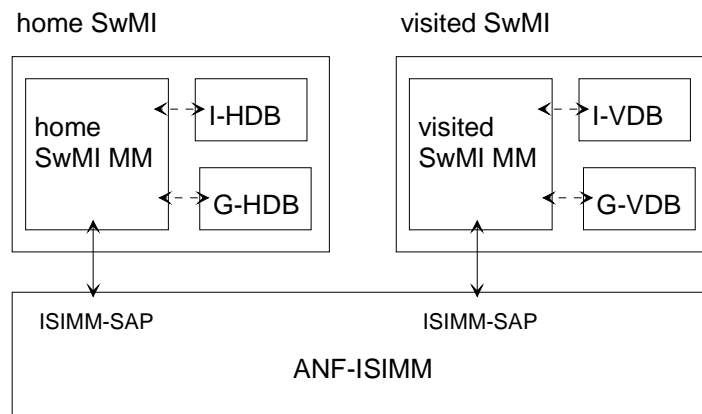 home SwMI
visited SwMI
home
SwMI MM
I-HDB
G-HDB
visited
SwMI MM
I-VDB
G-VDB
ISIMM-SAP
ISIMM-SAP
ANF-ISIMM